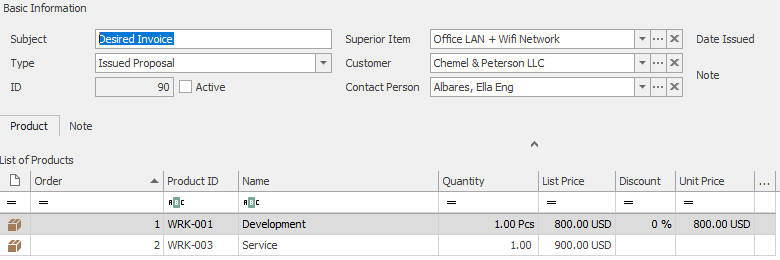 Basic Information
Subject Desired Invoice Superior Item Office LAN + Wifi Network Date Issued
Type Issued Proposal Customer Chemel & Peterson LLC Note
ID 90 Active Contact Person Albares, Ella Eng
Product Note
List of Products
Order Product ID Name Quantity List Price Discount Unit Price ...
= = ABC ABC = = = =
1 WRK-001 Development 1.00 Pcs 800.00 USD 0 % 800.00 USD
2 WRK-003 Service 1.00 900.00 USD